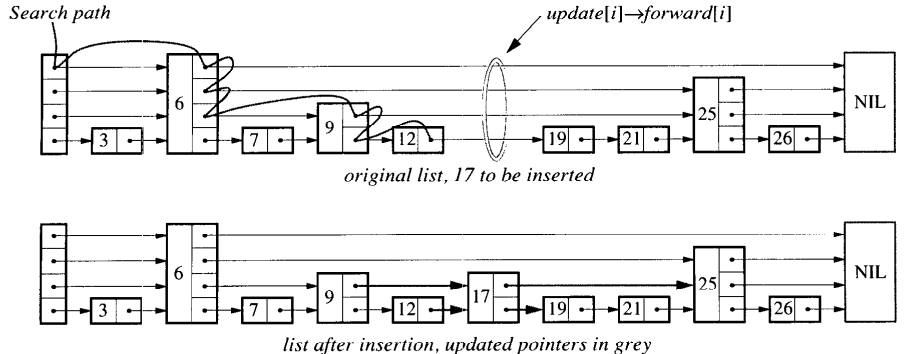 Search path
update[i]→forward[i]
3 6 7 9 12 19 21 25 26 NIL
original list, 17 to be inserted
3 6 7 9 12 17 19 21 25 26 NIL
list after insertion, updated pointers in grey